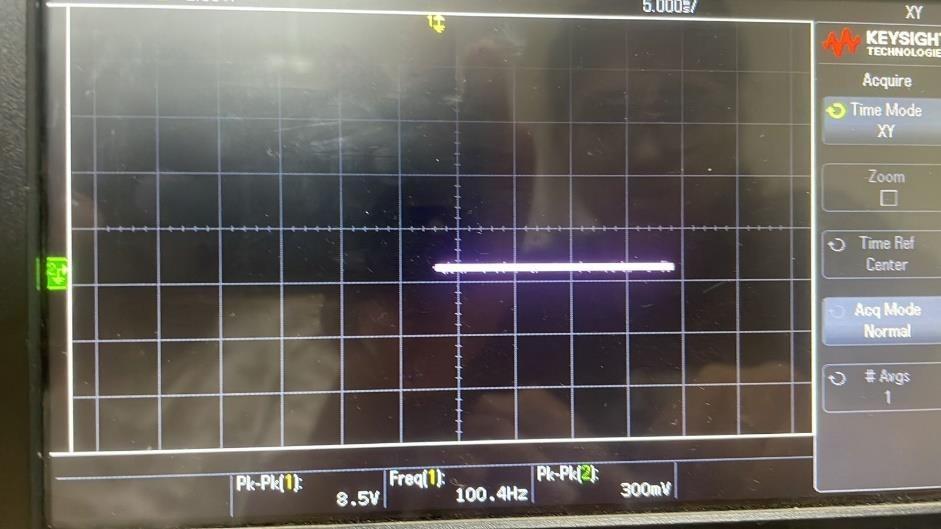 5.000s/
XY
KEYSIGHT
TECHNOLOGIE
Acquire
Time Mode
XY
Zoom
Time Ref
Center
Acq Mode
Normal
# Avgs
1
Pk-Pk(1):
8.5V
Freq(1):
100.4Hz
Pk-Pk(2):
300mV